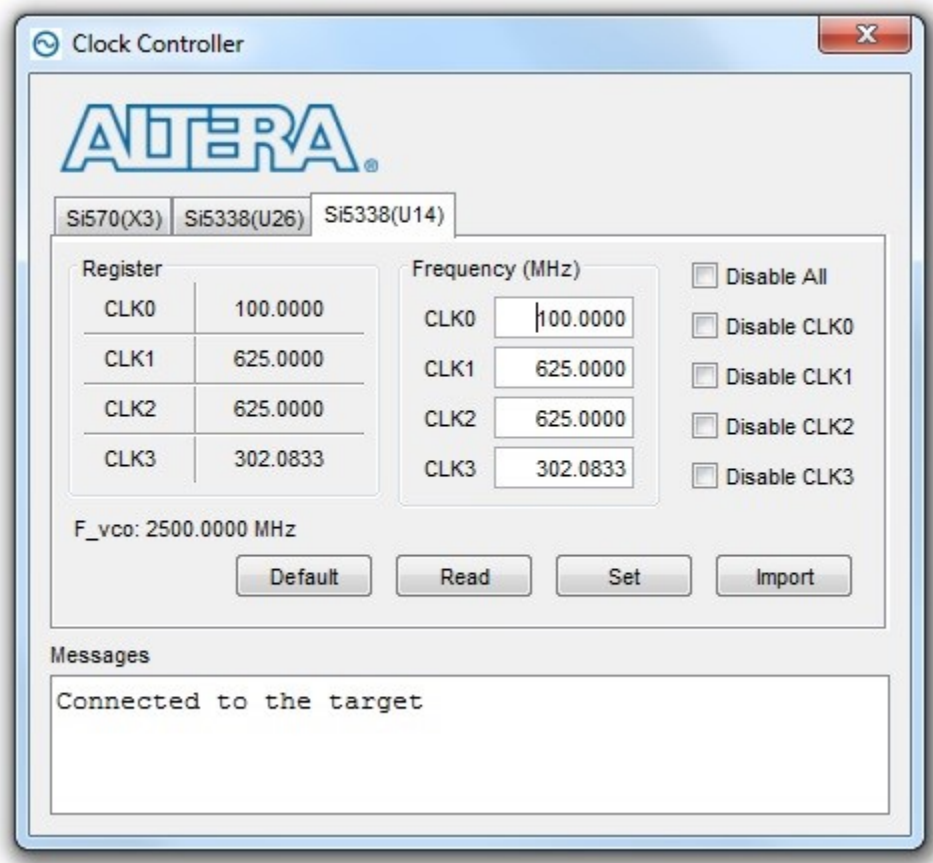 Clock Controller
ALTERA®
Si570(X3) Si5338(U26) Si5338(U14)
Register
CLK0 100.0000
CLK1 625.0000
CLK2 625.0000
CLK3 302.0833
Frequency (MHz)
CLK0 100.0000
CLK1 625.0000
CLK2 625.0000
CLK3 302.0833
Disable All
Disable CLK0
Disable CLK1
Disable CLK2
Disable CLK3
F_vco: 2500.0000 MHz
Default Read Set Import
Messages
Connected to the target